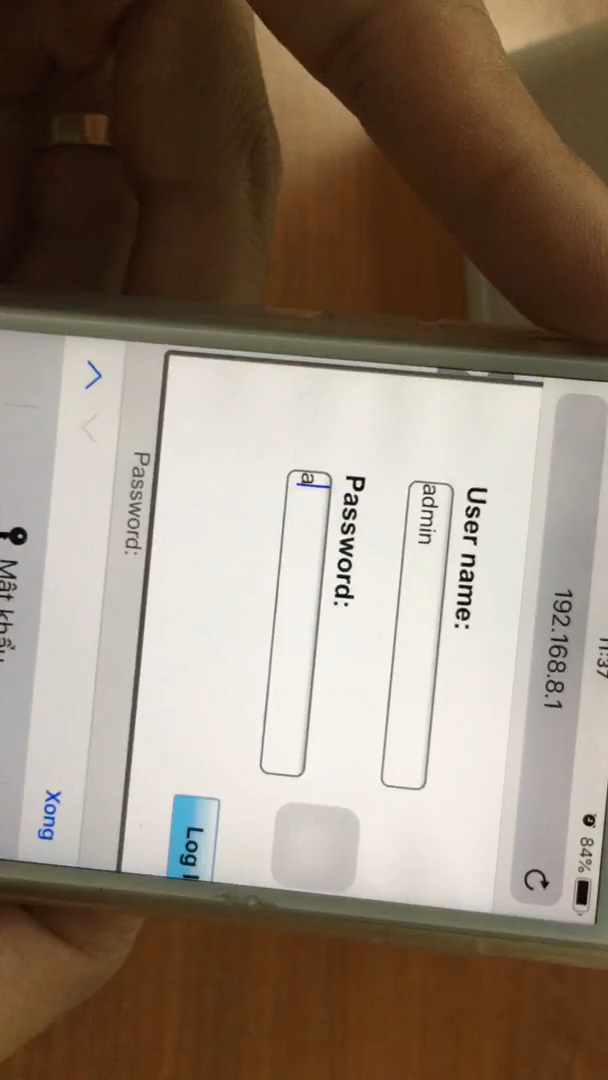 11:37
84%
192.168.8.1
User name:
admin
Password:
a
Log
Password:
Xong
Mật khẩu